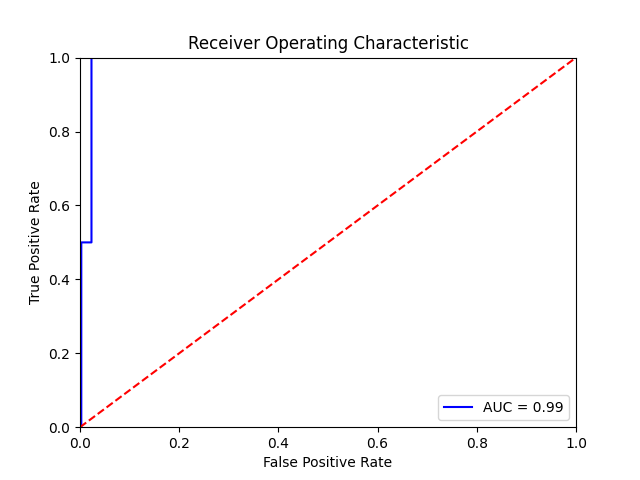 Receiver Operating Characteristic
1.0
0.8
0.6
0.4
0.2
0.0
True Positive Rate
0.0 0.2 0.4 0.6 0.8 1.0
False Positive Rate
AUC = 0.99